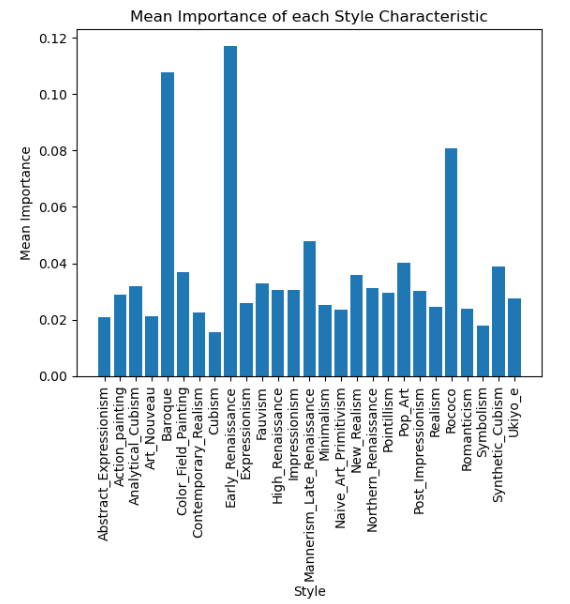 Mean Importance of each Style Characteristic
Mean Importance
0.12
0.10
0.08
0.06
0.04
0.02
0.00
Abstract_Expressionism
Action_painting
Analytical_Cubism
Art_Nouveau
Baroque
Color_Field_Painting
Contemporary_Realism
Cubism
Early_Renaissance
Expressionism
Fauvism
High_Renaissance
Impressionism
Mannerism_Late_Renaissance
Minimalism
Naive_Art_Primitivism
New_Realism
Northern_Renaissance
Pointillism
Pop_Art
Post_Impressionism
Realism
Rococo
Romanticism
Symbolism
Synthetic_Cubism
Ukiyo_e
Style